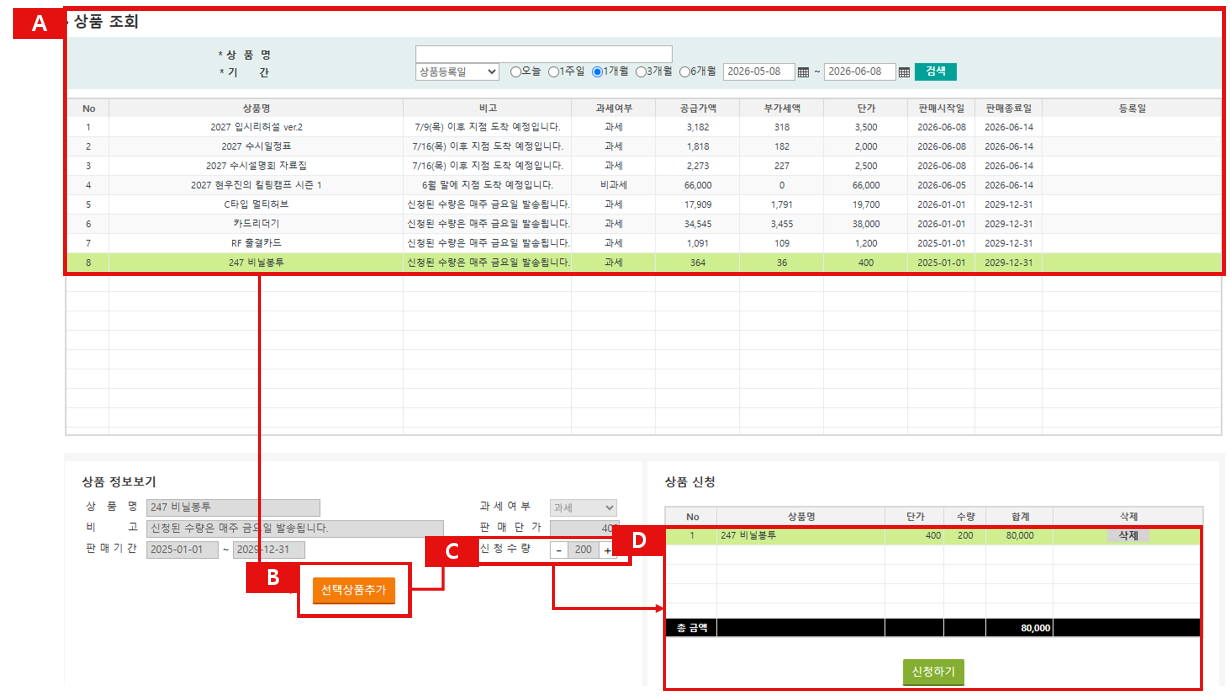 A 상품 조회
* 상 품 명
* 기 간 상품등록일 오늘 1주일 1개월 3개월 6개월 2026-05-08 ~ 2026-06-08 검색
No 상품명 비고 과세여부 공급가액 부가세액 단가 판매시작일 판매종료일 등록일
1 2027 입시리허설 ver.2 7/9(목) 이후 지점 도착 예정입니다. 과세 3,182 318 3,500 2026-06-08 2026-06-14
2 2027 수시일정표 7/16(목) 이후 지점 도착 예정입니다. 과세 1,818 182 2,000 2026-06-08 2026-06-14
3 2027 수시설명회 자료집 7/16(목) 이후 지점 도착 예정입니다. 과세 2,273 227 2,500 2026-06-08 2026-06-14
4 2027 현우진의 킬링캠프 시즌 1 6월 말에 지점 도착 예정입니다. 비과세 66,000 0 66,000 2026-06-05 2026-06-14
5 C타입 멀티허브 신청된 수량은 매주 금요일 발송됩니다. 과세 17,909 1,791 19,700 2026-01-01 2029-12-31
6 카드리더기 신청된 수량은 매주 금요일 발송됩니다. 과세 34,545 3,455 38,000 2026-01-01 2029-12-31
7 RF 출결카드 신청된 수량은 매주 금요일 발송됩니다. 과세 1,091 109 1,200 2025-01-01 2029-12-31
8 247 비닐봉투 신청된 수량은 매주 금요일 발송됩니다. 과세 364 36 400 2025-01-01 2029-12-31
상품 정보보기
상 품 명 247 비닐봉투 과세여부 과세
비 고 신청된 수량은 매주 금요일 발송됩니다. 판 매 단 가 400
판매기간 2025-01-01 ~ 2029-12-31 C 신청수량 - 200 +
B 선택상품추가
상품 신청
No 상품명 단가 수량 합계 삭제
D 1 247 비닐봉투 400 200 80,000 삭제
총 금액 80,000
신청하기